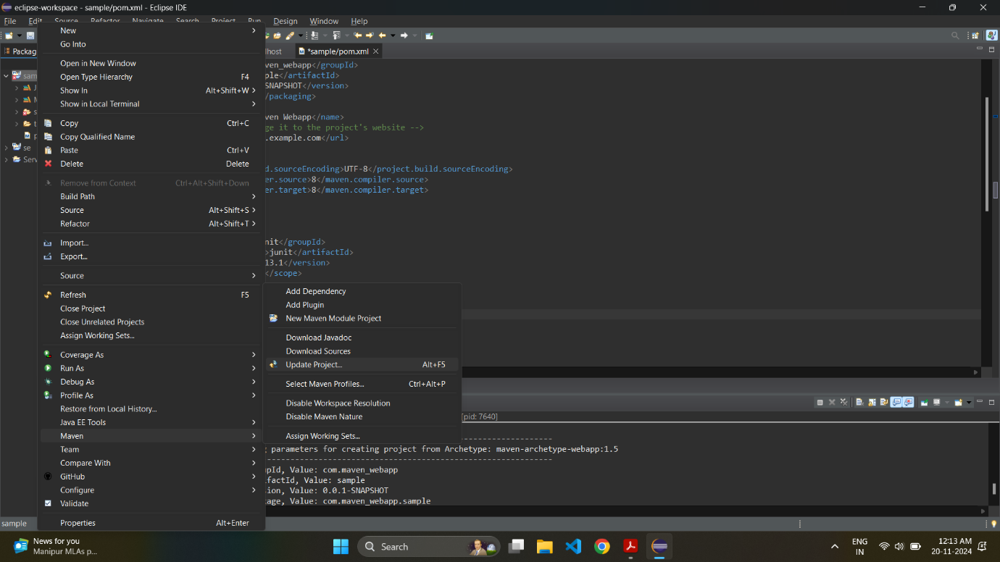 eclipse-workspace - sample/pom.xml - Eclipse IDE
File Edit Source Refactor Navigate Search Project Run Design Window Help
Packag
lhost
*sample/pom.xml
sam
J
M
s
t
p
se
Serv
New
Go Into
Open in New Window
Open Type Hierarchy F4
Show In Alt+Shift+W >
Show in Local Terminal
Copy Ctrl+C
Copy Qualified Name
Paste Ctrl+V
Delete Delete
Remove from Context Ctrl+Alt+Shift+Down
Build Path
Source Alt+Shift+S >
Refactor Alt+Shift+T >
Import...
Export...
Source
Refresh F5
Close Project
Close Unrelated Projects
Assign Working Sets...
Coverage As
Run As
Debug As
Profile As
Restore from Local History...
Java EE Tools
Maven
Team
Compare With
GitHub
Configure
Validate
Properties Alt+Enter
ven_webapp</groupId>
ple</artifactId>
SNAPSHOT</version>
/packaging>
ven Webapp</name>
ge it to the project's website -->
.example.com</url>
d.sourceEncoding>UTF-8</project.build.sourceEncoding>
er.source>8</maven.compiler.source>
er.target>8</maven.compiler.target>
nit</groupId>
>junit</artifactId>
13.1</version>
</scope>
Add Dependency
Add Plugin
New Maven Module Project
Download Javadoc
Download Sources
Update Project... Alt+F5
Select Maven Profiles... Ctrl+Alt+P
Disable Workspace Resolution
Disable Maven Nature
Assign Working Sets...
[pid: 7640]
----------------------------------------------------------------
parameters for creating project from Archetype: maven-archetype-webapp:1.5
----------------------------------------------------------------
upId, Value: com.maven_webapp
ifactId, Value: sample
sion, Value: 0.0.1-SNAPSHOT
kage, Value: com.maven_webapp.sample
sample
News for you
Manipur MLAs p...
Search
ENG
IN
12:13 AM
20-11-2024